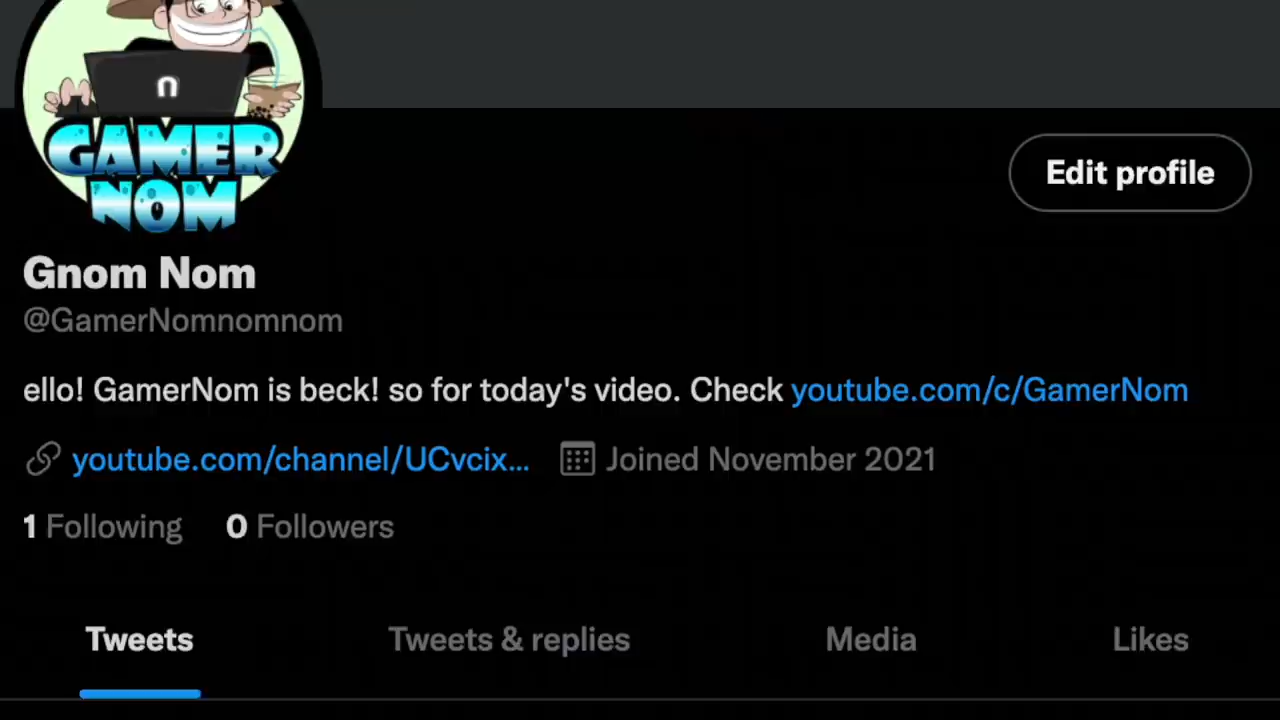 n
GAMER
NOM
Edit profile
Gnom Nom
@GamerNomnomnom
ello! GamerNom is beck! so for today's video. Check youtube.com/c/GamerNom
youtube.com/channel/UCvcix... Joined November 2021
1 Following 0 Followers
Tweets Tweets & replies Media Likes